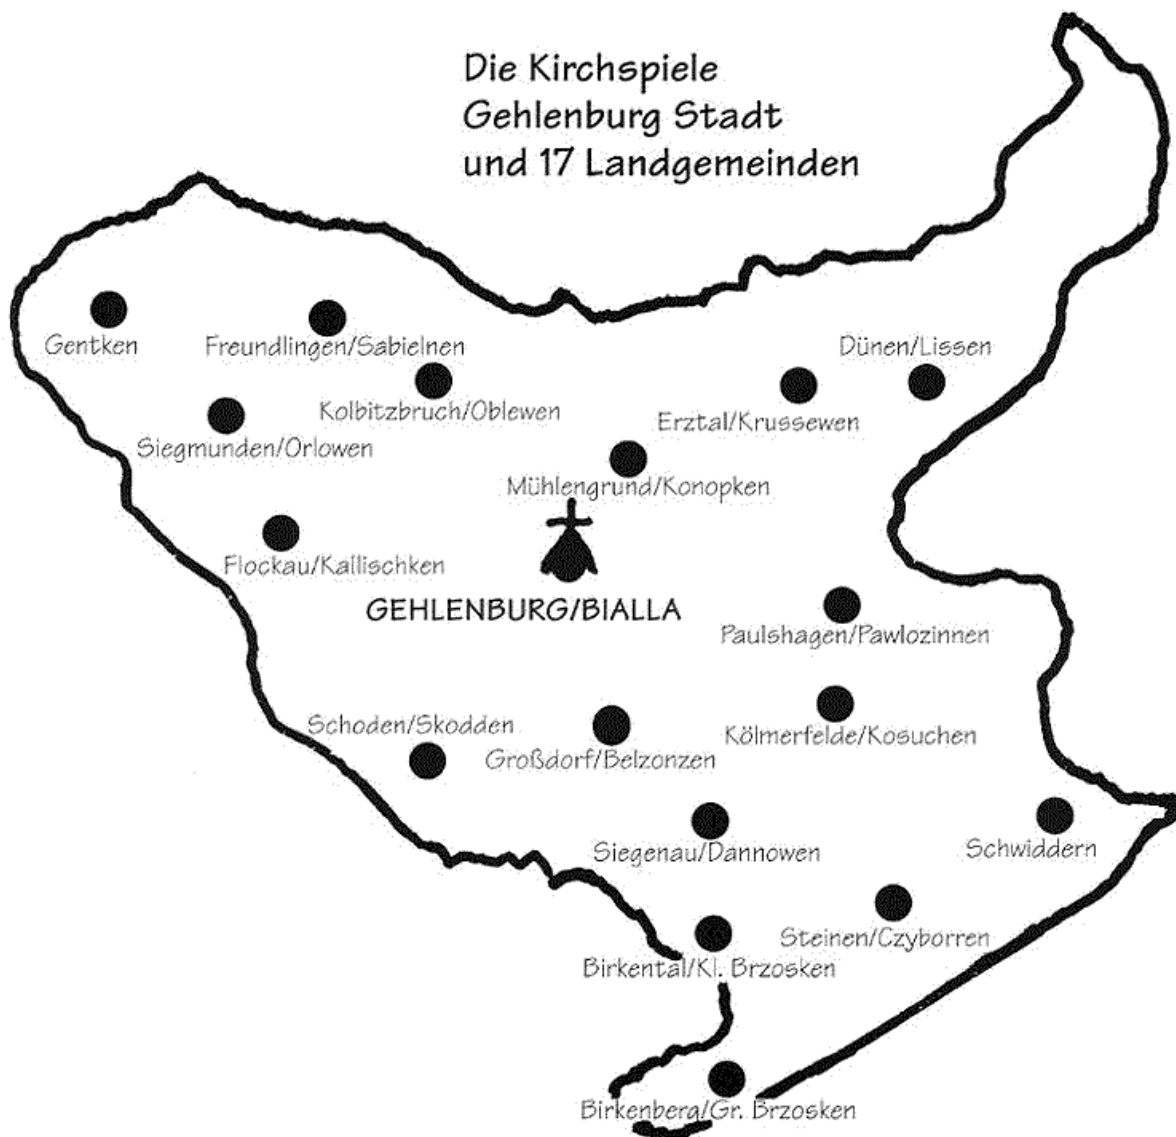 Die Kirchspiele
Gehlenburg Stadt
und 17 Landgemeinden
Gentken
Freundlingen/Sabielnen
Dünen/Lissen
Kolbitzbruch/Oblewen
Erztal/Krussewen
Siegmunden/Orlowen
Mühlengrund/Konopken
Flockau/Kallischken
GEHLENBURG/BIALLA
Paulshagen/Pawlozinnen
Schoden/Skodden
Kölmerfelde/Kosuchen
Großdorf/Belzonzen
Siegenau/Dannowen
Schwiddern
Steinen/Czyborren
Birkental/Kl. Brzosken
Birkenberg/Gr. Brzosken